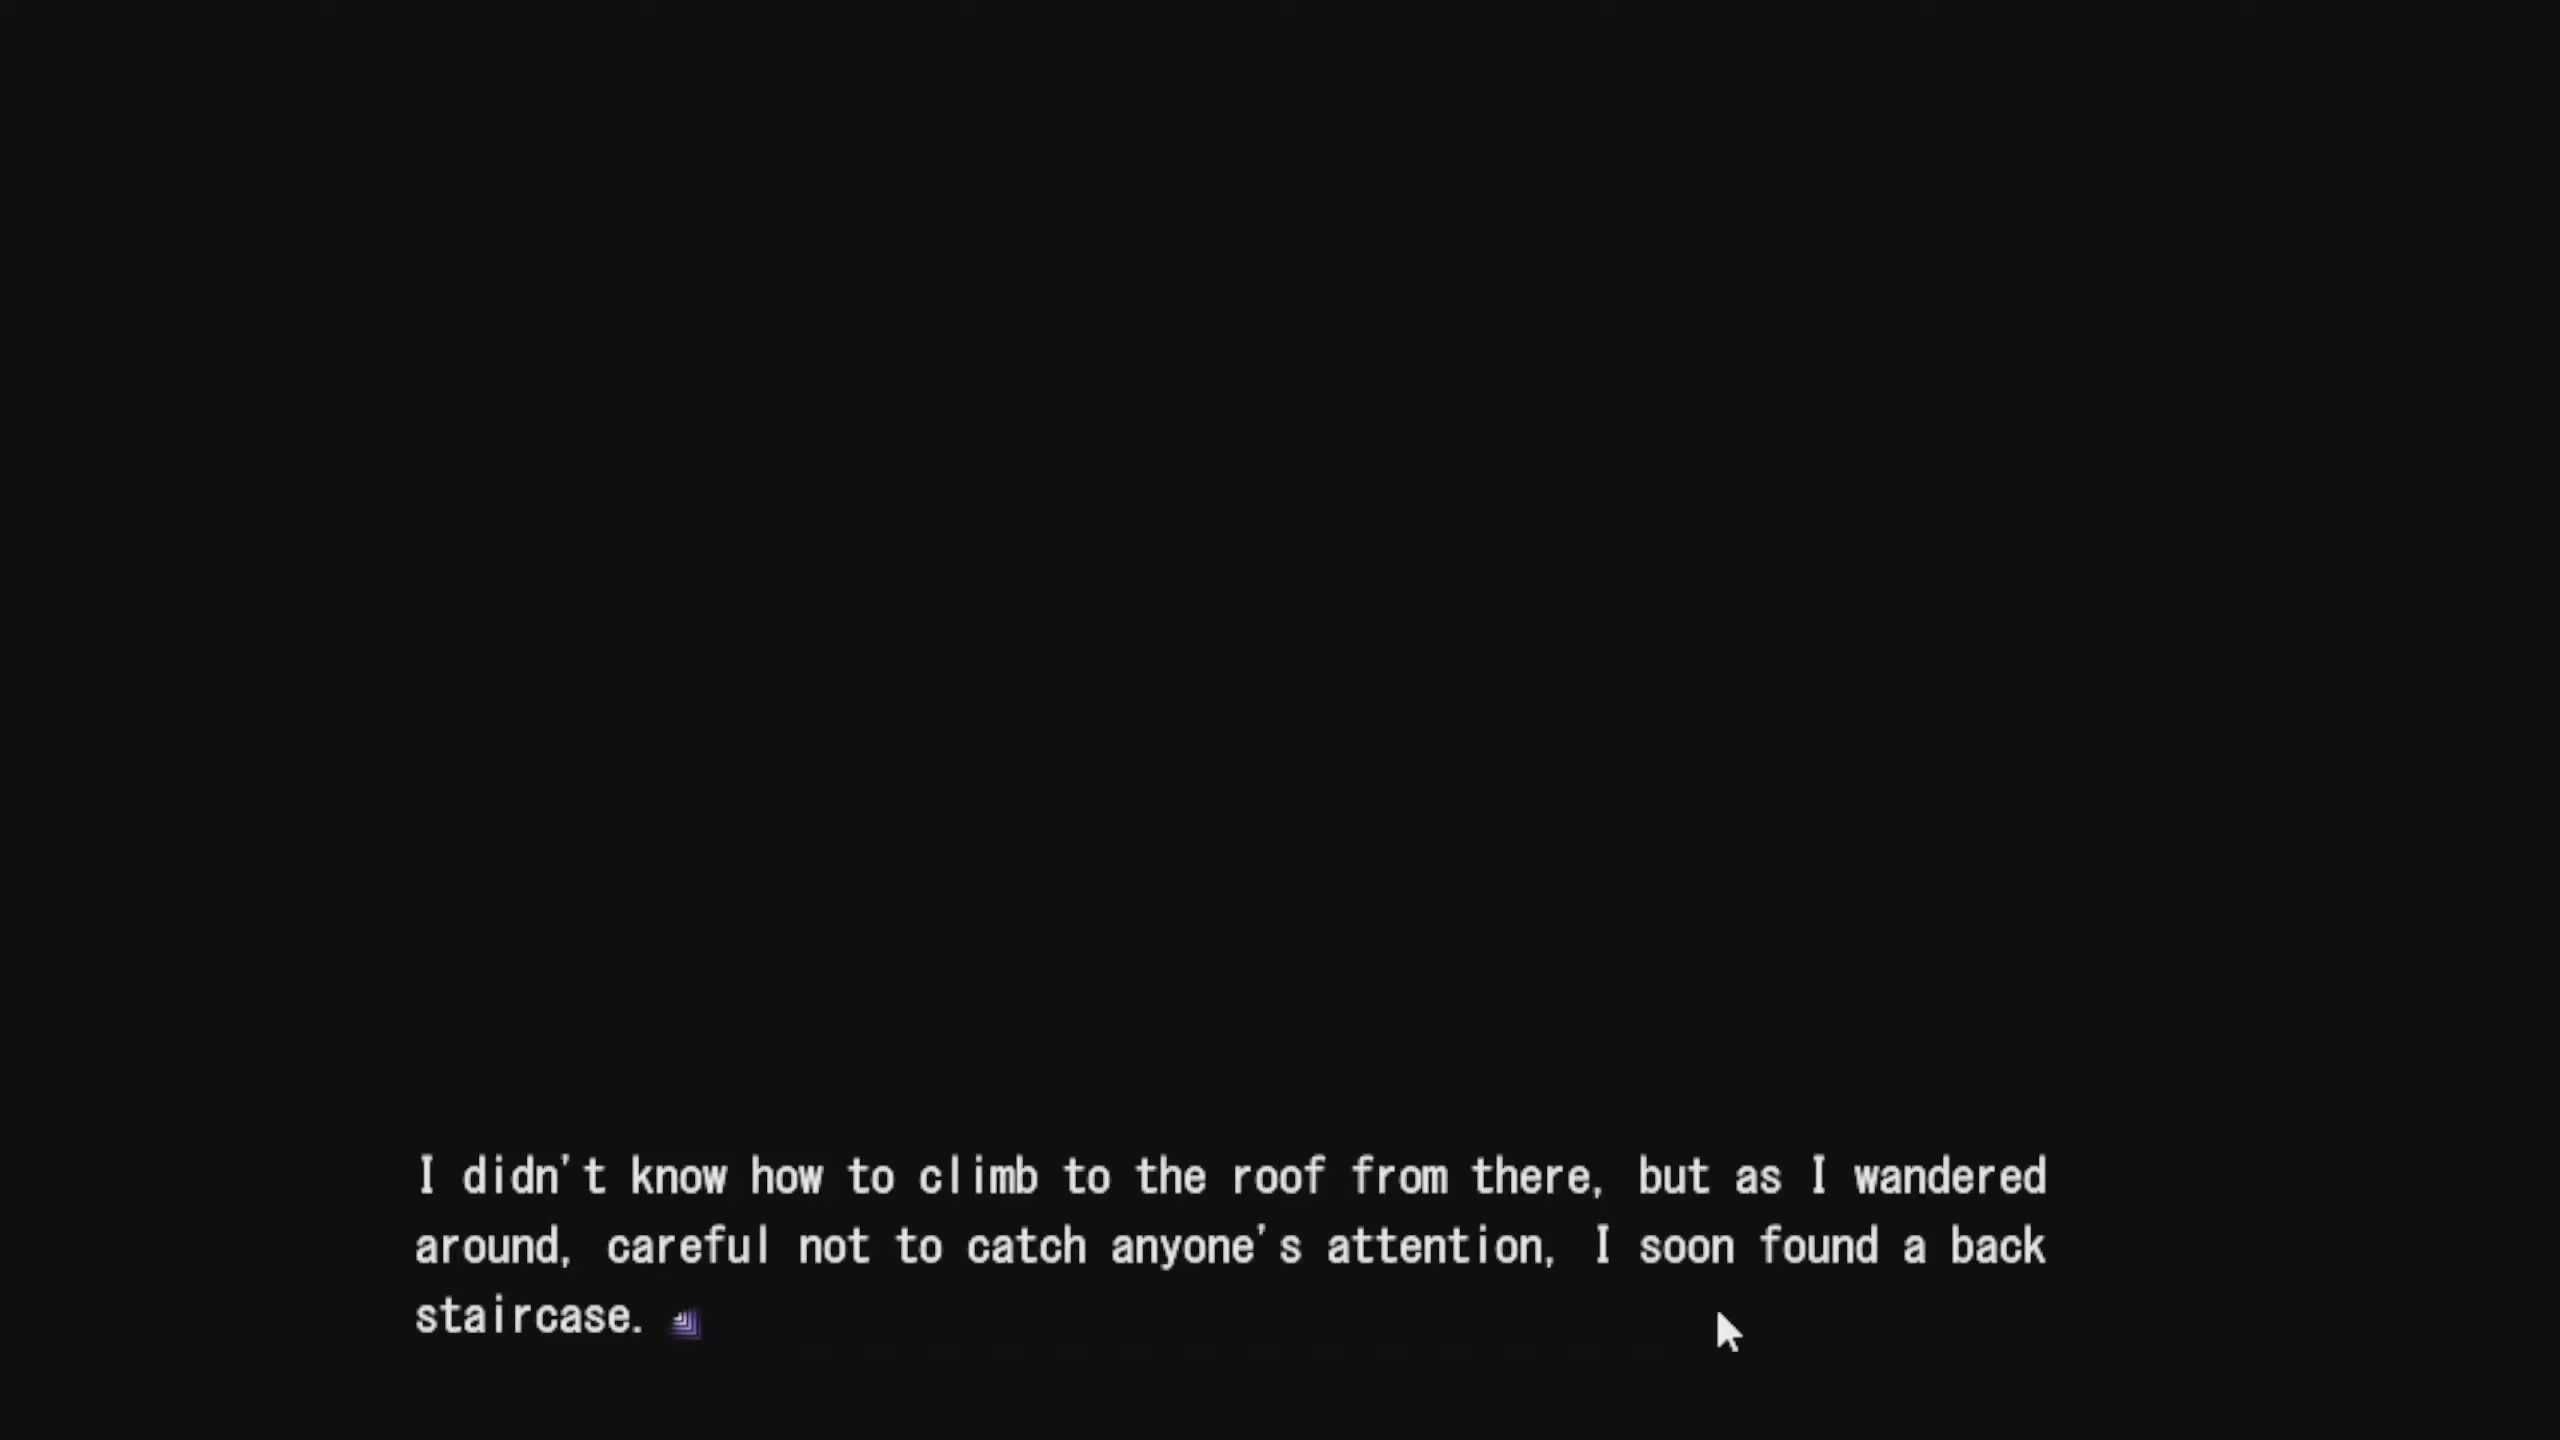 I didn't know how to climb to the roof from there, but as I wandered
around, careful not to catch anyone's attention, I soon found a back
staircase.